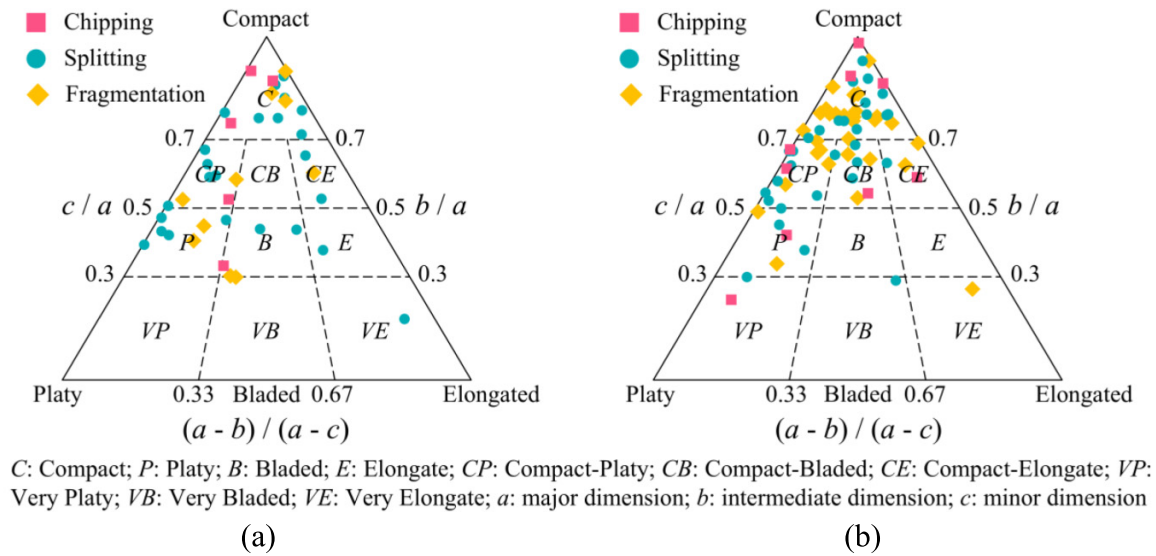 Chipping
Splitting
Fragmentation
Compact
C
0.7
0.7
CP
CB
CE
c / a
0.5
0.5
b / a
P
B
E
0.3
0.3
VP
VB
VE
Platy
0.33
Bladed
0.67
Elongated
(a - b) / (a - c)
Chipping
Splitting
Fragmentation
Compact
C
0.7
0.7
CP
CB
CE
c / a
0.5
0.5
b / a
P
B
E
0.3
0.3
VP
VB
VE
Platy
0.33
Bladed
0.67
Elongated
(a - b) / (a - c)
C: Compact; P: Platy; B: Bladed; E: Elongate; CP: Compact-Platy; CB: Compact-Bladed; CE: Compact-Elongate; VP:
Very Platy; VB: Very Bladed; VE: Very Elongate; a: major dimension; b: intermediate dimension; c: minor dimension
(a)
(b)